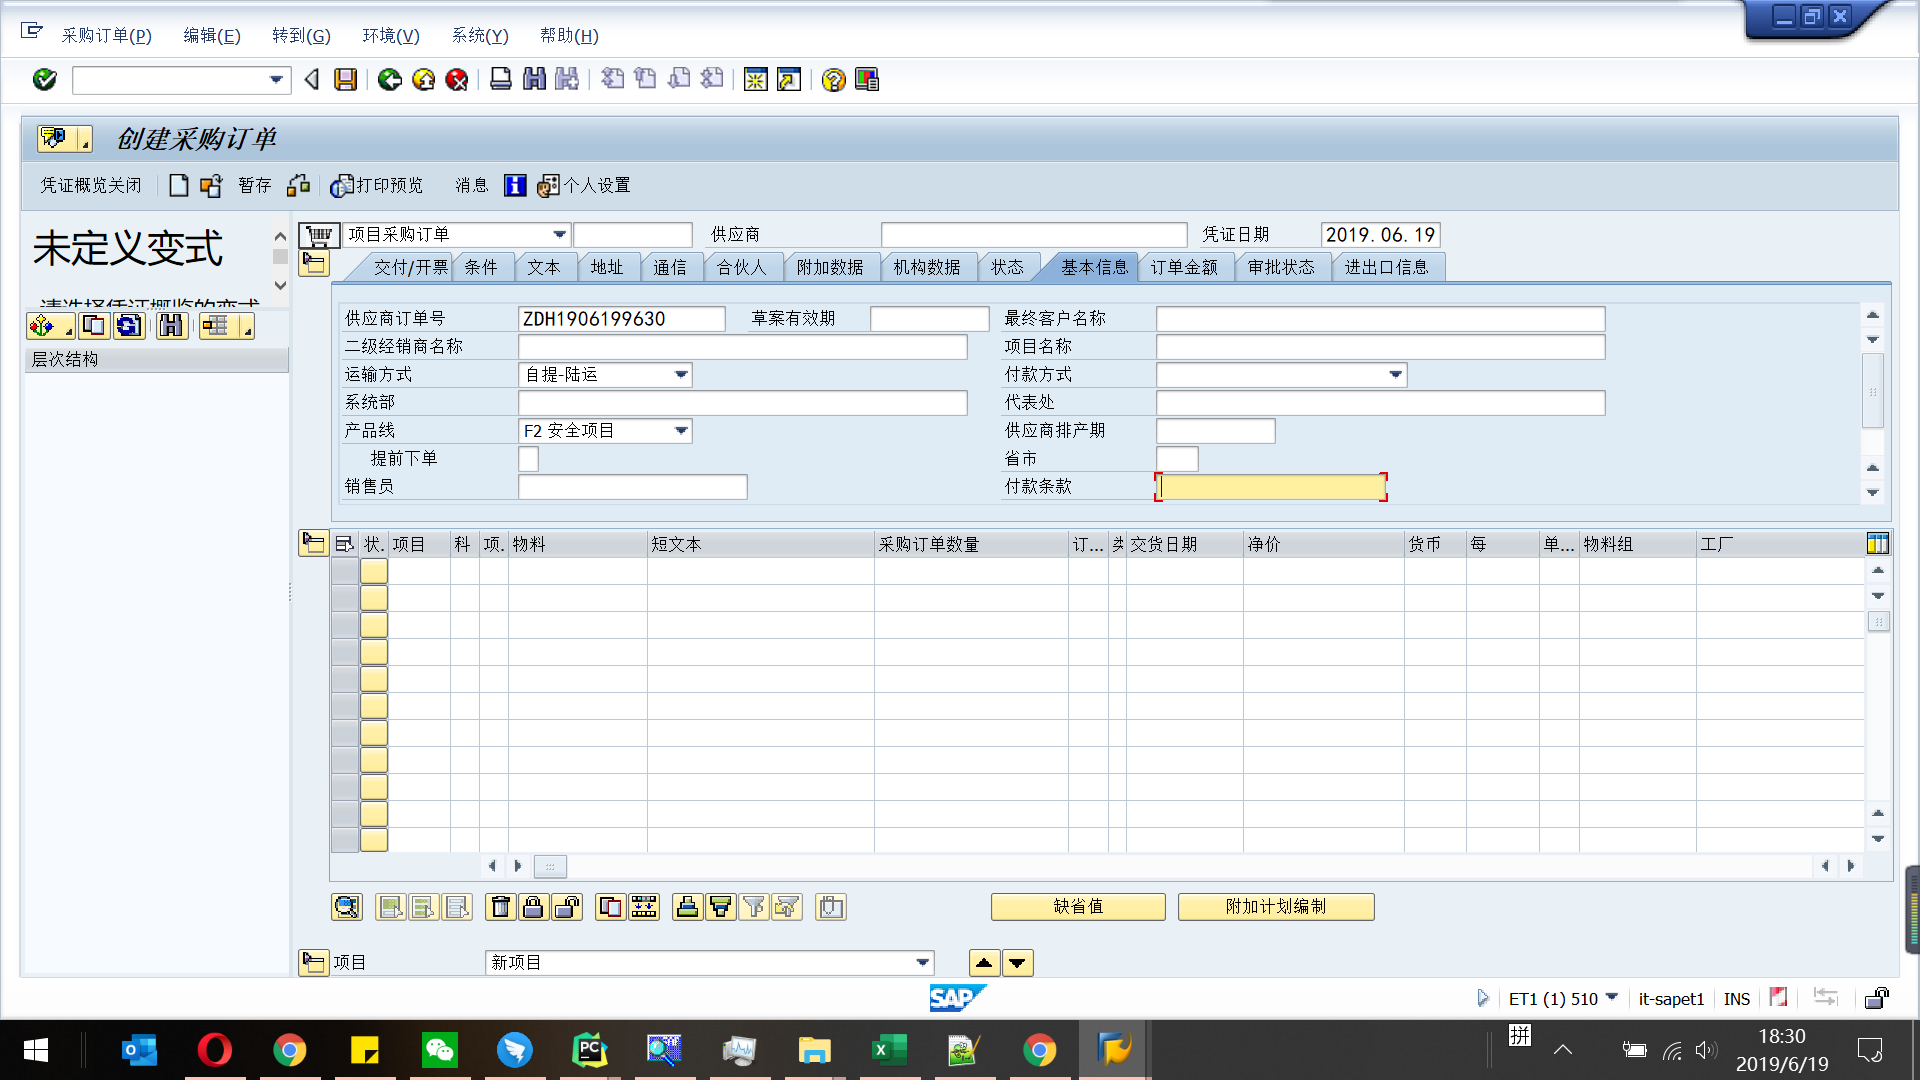 采购订单(P) 编辑(E) 转到(G) 环境(V) 系统(Y) 帮助(H)
创建采购订单
凭证概览关闭 暂存 打印预览 消息 个人设置
未定义变式
项目采购订单 供应商 凭证日期 2019.06.19
交付/开票 条件 文本 地址 通信 合伙人 附加数据 机构数据 状态 基本信息 订单金额 审批状态 进出口信息
请选择凭证概览的变式
层次结构
供应商订单号 ZDH1906199630 草案有效期 最终客户名称
二级经销商名称 项目名称
运输方式 自提-陆运 付款方式
系统部 代表处
产品线 F2 安全项目 供应商排产期
提前下单 省市
销售员 付款条款
状. 项目 科 项. 物料 短文本 采购订单数量 订... 类 交货日期 净价 货币 每 单... 物料组 工厂
缺省值 附加计划编制
项目 新项目
SAP
ET1 (1) 510 it-sapet1 INS
拼 18:30
2019/6/19